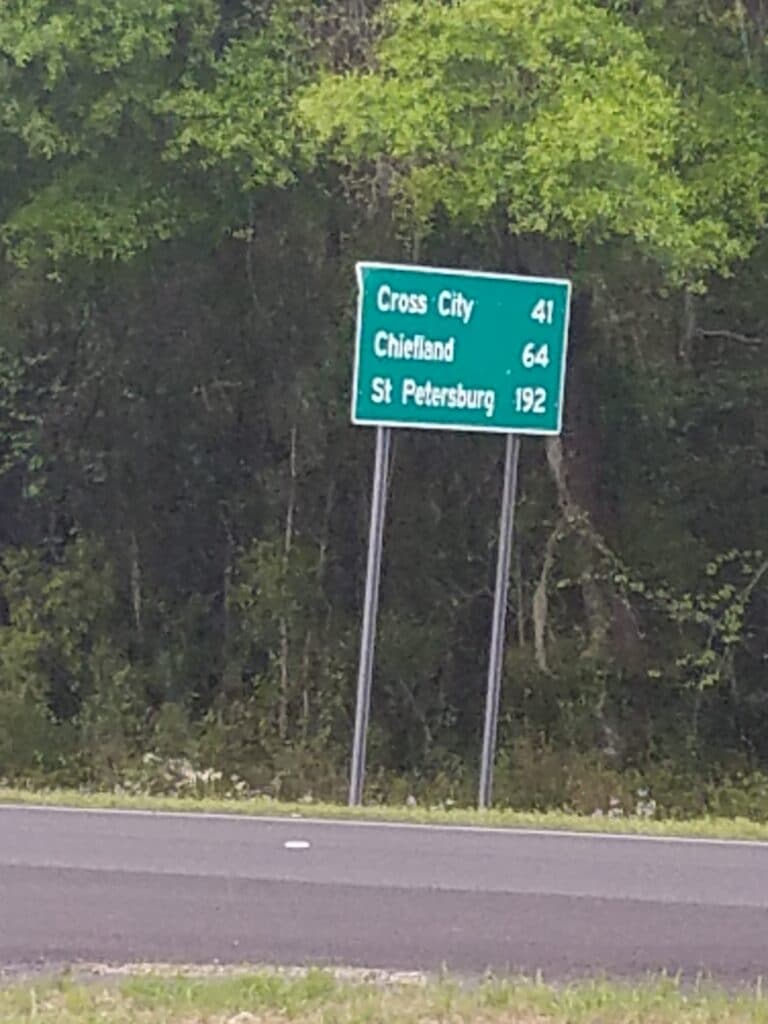 Cross City 41
Chiefland 64
St Petersburg 192